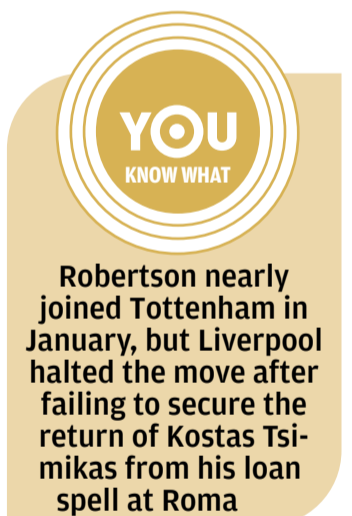 YOU
KNOW WHAT
Robertson nearly
joined Tottenham in
January, but Liverpool
halted the move after
failing to secure the
return of Kostas Tsi-
mikas from his loan
spell at Roma